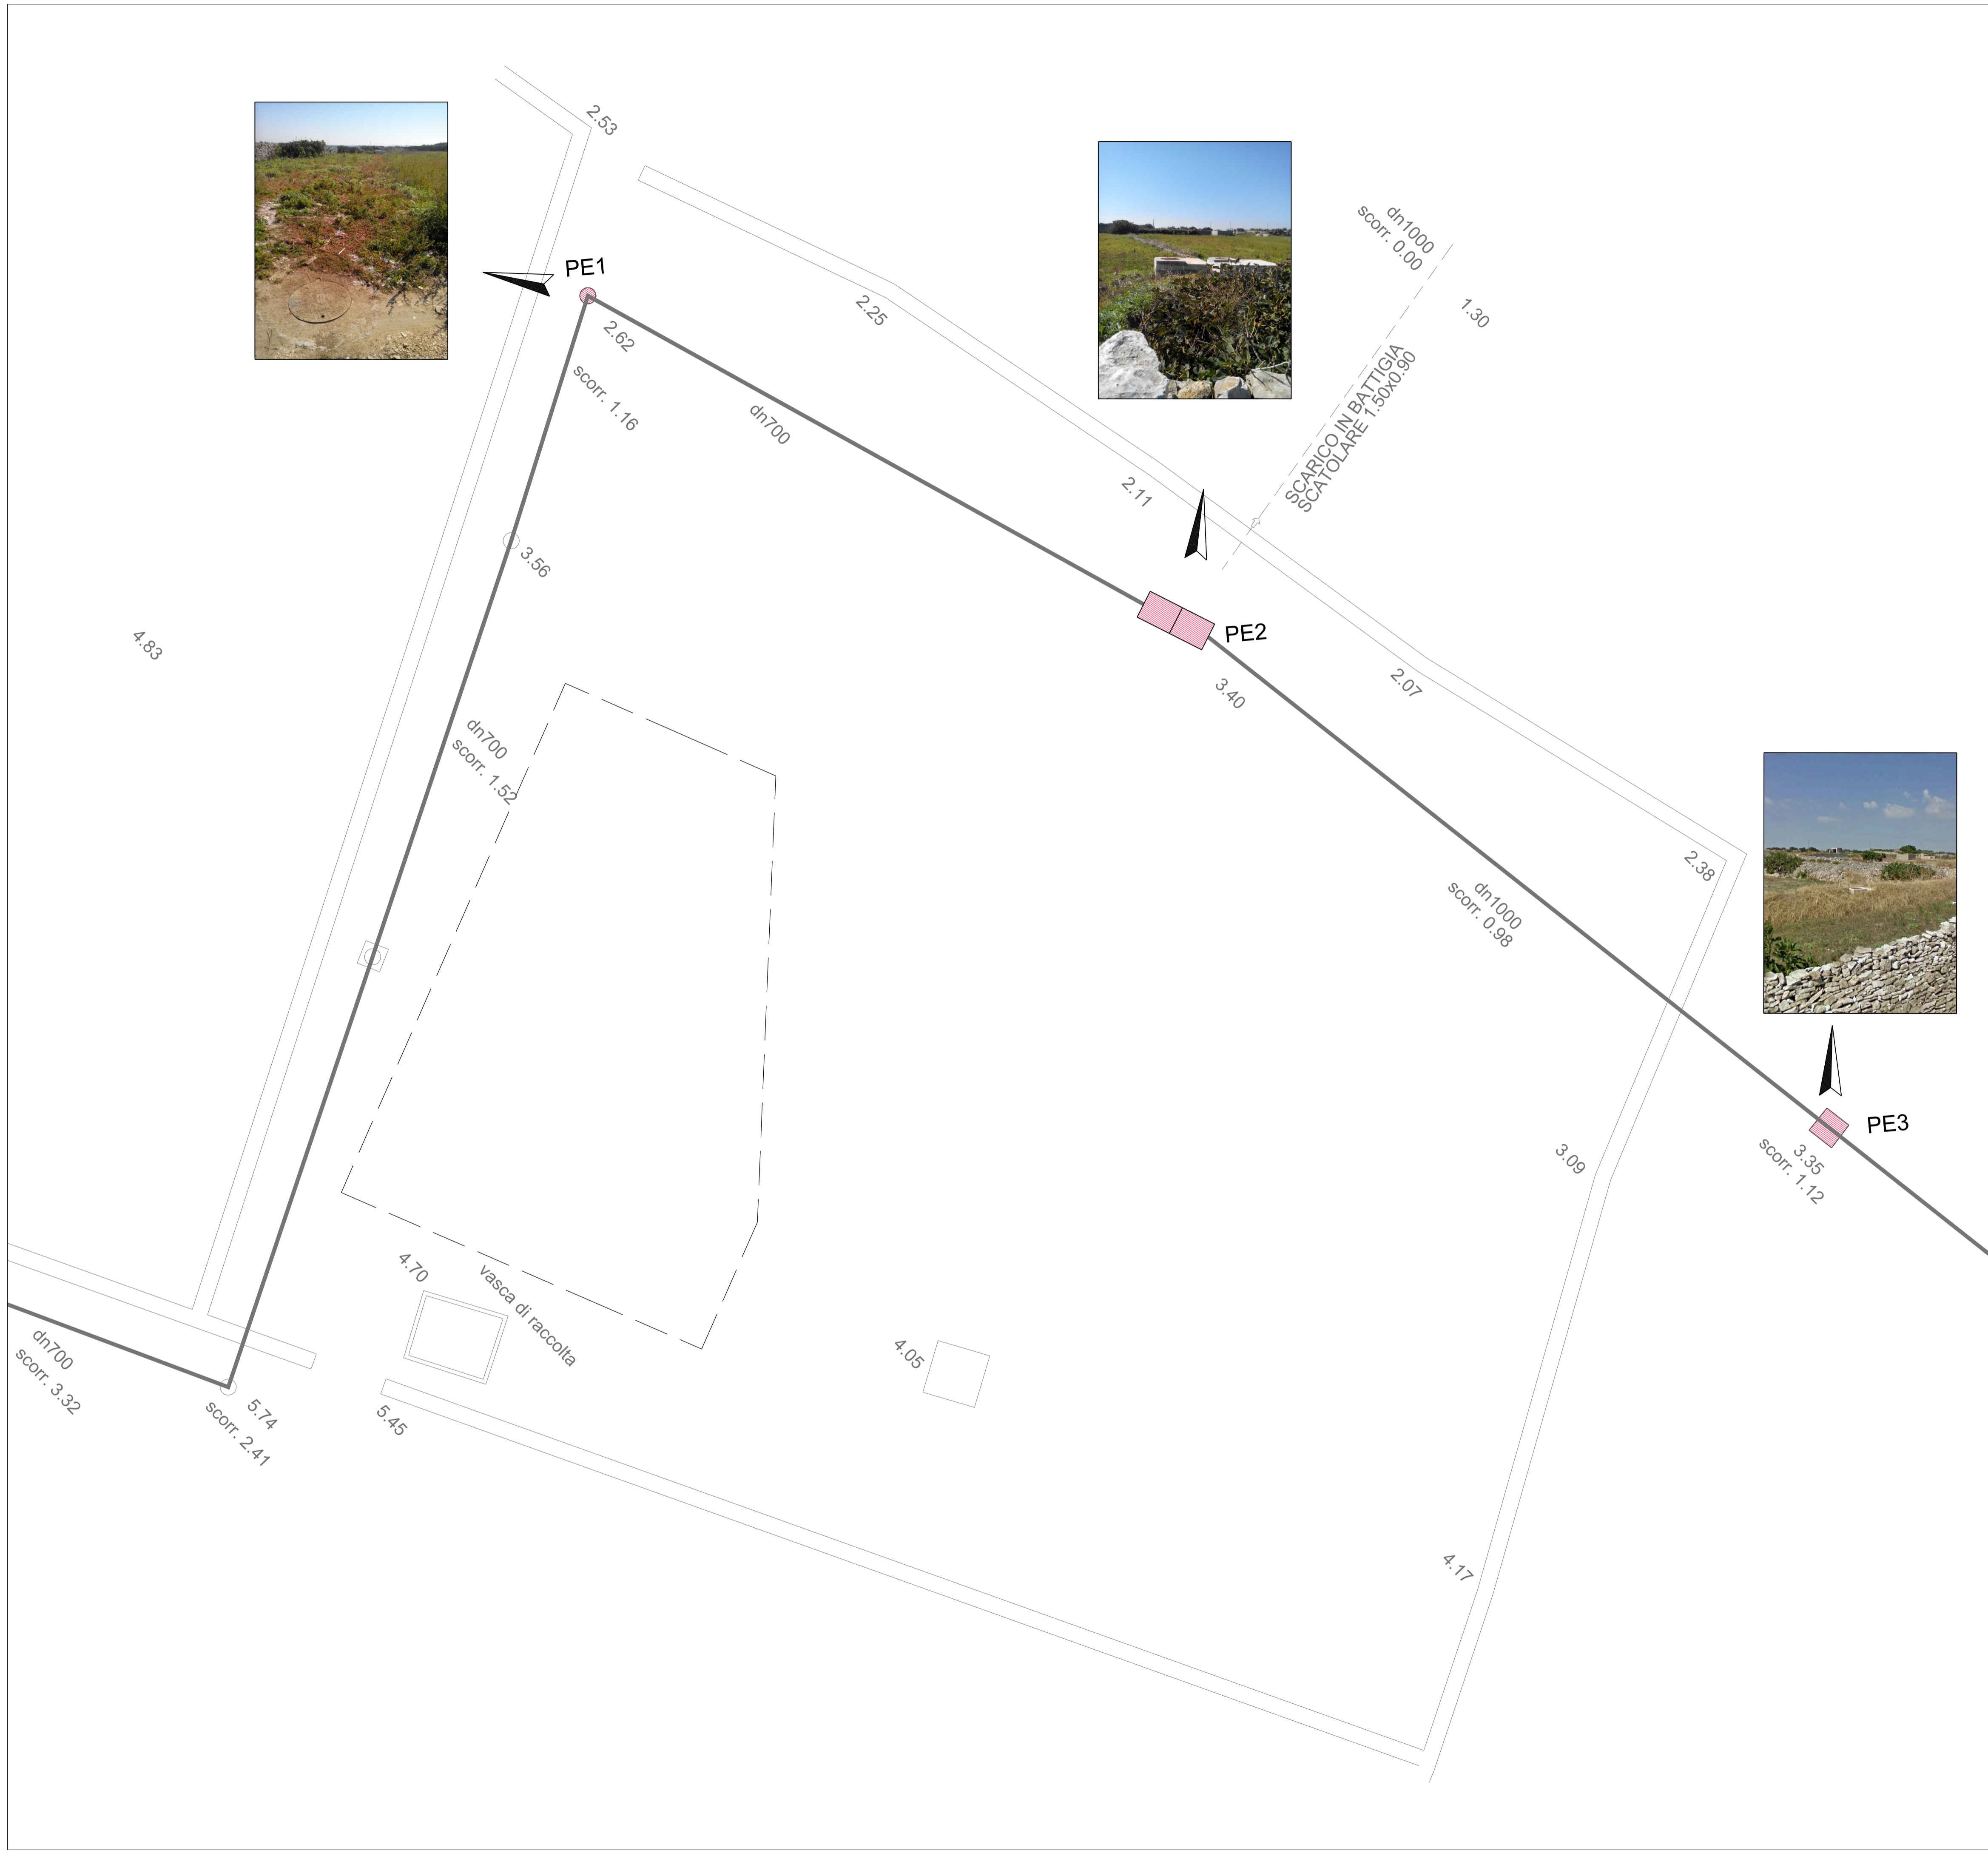 2.53
dn1000
scorr. 0.00
PE1
2.25
1.30
2.62
scorr. 1.16
dn700
SCARICO IN BATTIGIA
SCATOLARE 1.50x0.90
2.11
3.56
4.83
PE2
3.40
2.07
dn700
scorr. 1.52
2.38
dn1000
scorr. 0.98
PE3
3.35
scorr. 1.12
3.09
4.70
vasca di raccolta
4.05
dn700
scorr. 3.32
5.74
scorr. 2.41
5.45
4.17